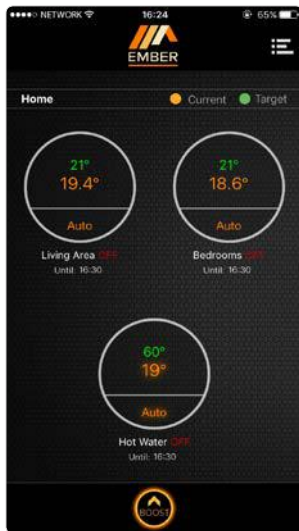 NETWORK 16:24 65%
EMBER
Home Current Target
21° 21°
19.4° 18.6°
Auto Auto
Living Area OFF Bedrooms OFF
Until: 16:30 Until: 16:30
60°
19°
Auto
Hot Water OFF
Until: 16:30
BOOST